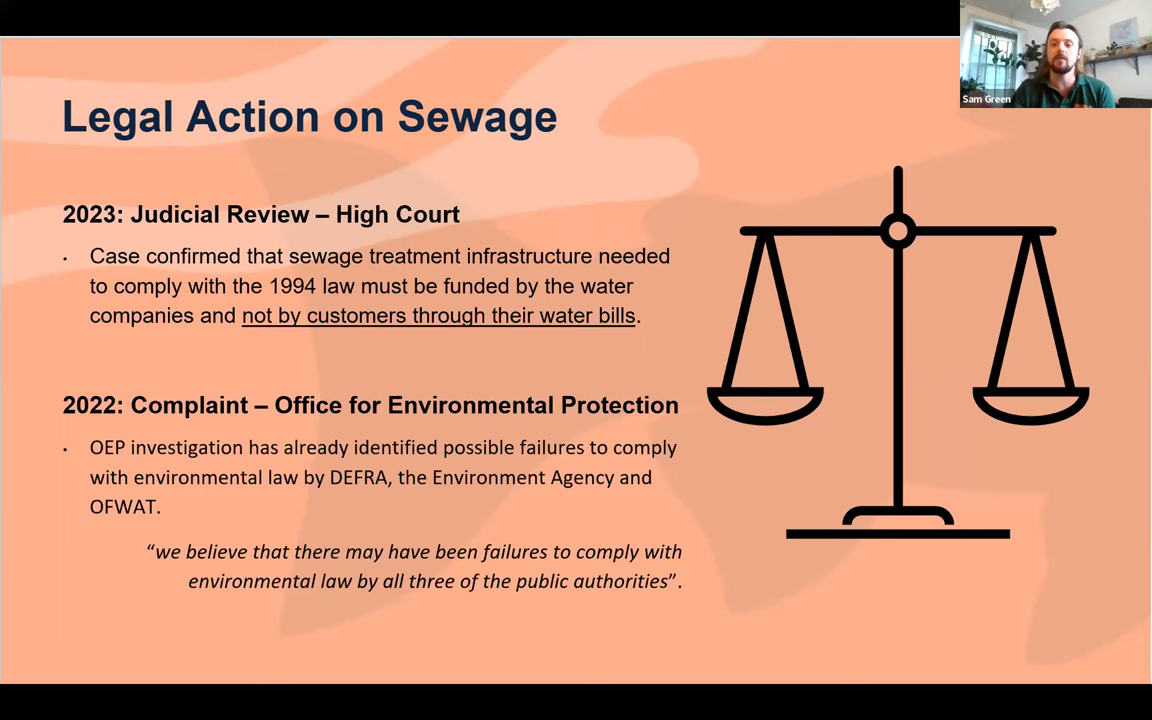 Sam Green
Legal Action on Sewage
2023: Judicial Review – High Court
• Case confirmed that sewage treatment infrastructure needed
to comply with the 1994 law must be funded by the water
companies and not by customers through their water bills.
2022: Complaint – Office for Environmental Protection
• OEP investigation has already identified possible failures to comply
with environmental law by DEFRA, the Environment Agency and
OFWAT.
“we believe that there may have been failures to comply with
environmental law by all three of the public authorities”.